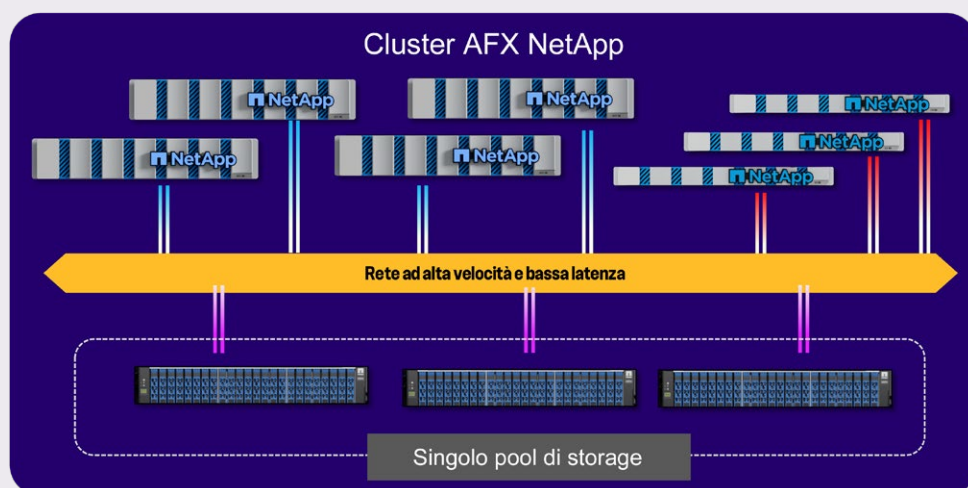 Cluster AFX NetApp
NetApp
NetApp
NetApp
NetApp
NetApp
NetApp
NetApp
Rete ad alta velocità e bassa latenza
Singolo pool di storage